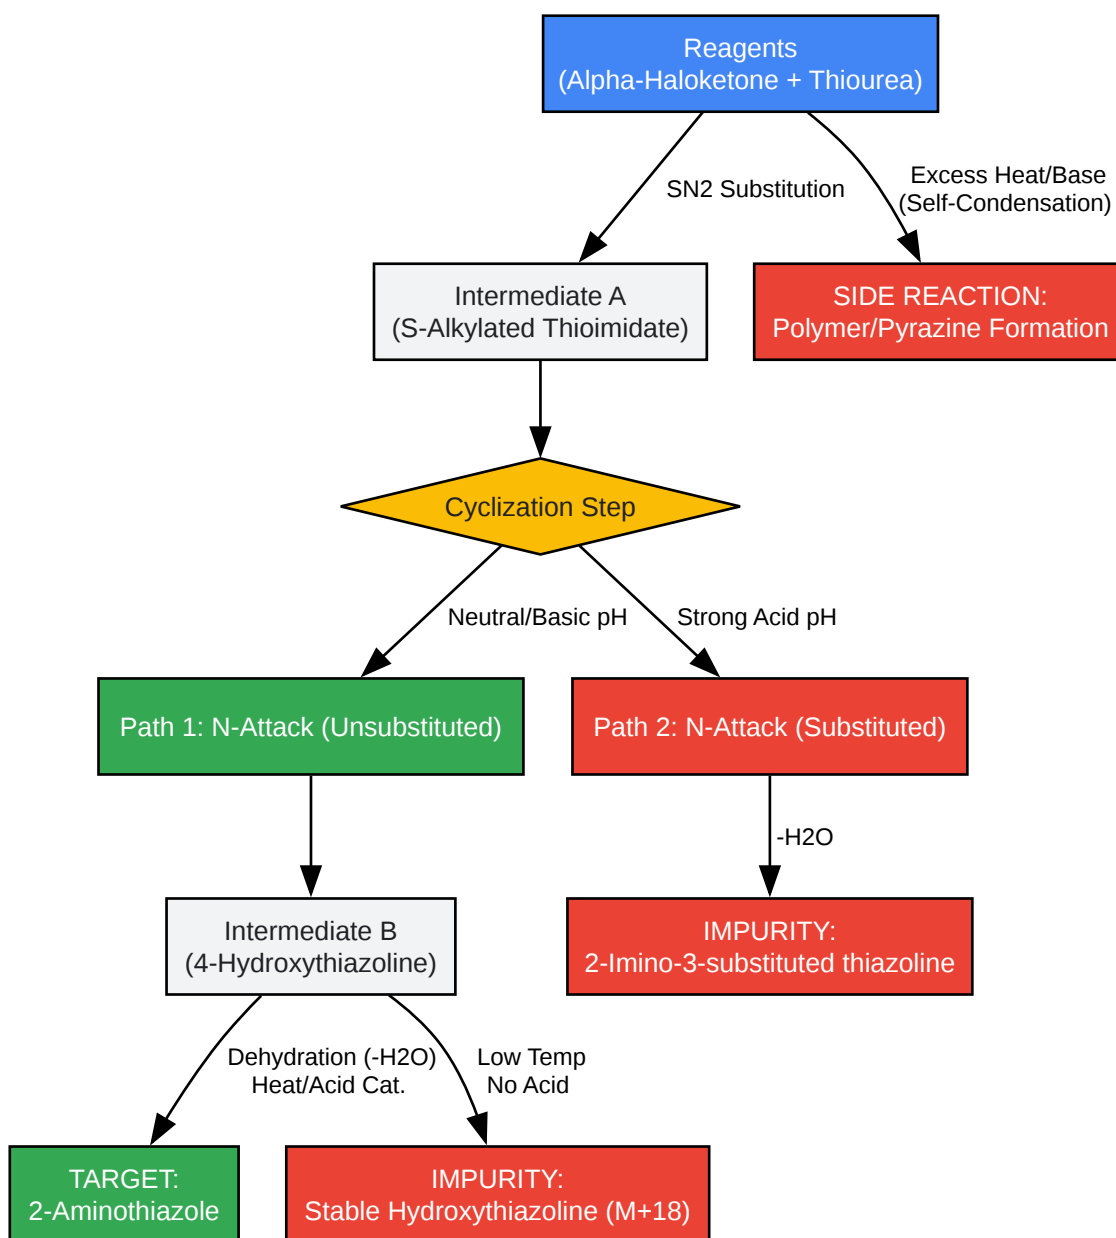 Reagents
(Alpha-Haloketone + Thiourea)
SN2 Substitution
Excess Heat/Base
(Self-Condensation)
Intermediate A
(S-Alkylated Thioimidate)
SIDE REACTION:
Polymer/Pyrazine Formation
Cyclization Step
Neutral/Basic pH
Strong Acid pH
Path 1: N-Attack (Unsubstituted)
Path 2: N-Attack (Substituted)
-H2O
Intermediate B
(4-Hydroxythiazoline)
IMPURITY:
2-Imino-3-substituted thiazoline
Dehydration (-H2O)
Heat/Acid Cat.
Low Temp
No Acid
TARGET:
2-Aminothiazole
IMPURITY:
Stable Hydroxythiazoline (M+18)